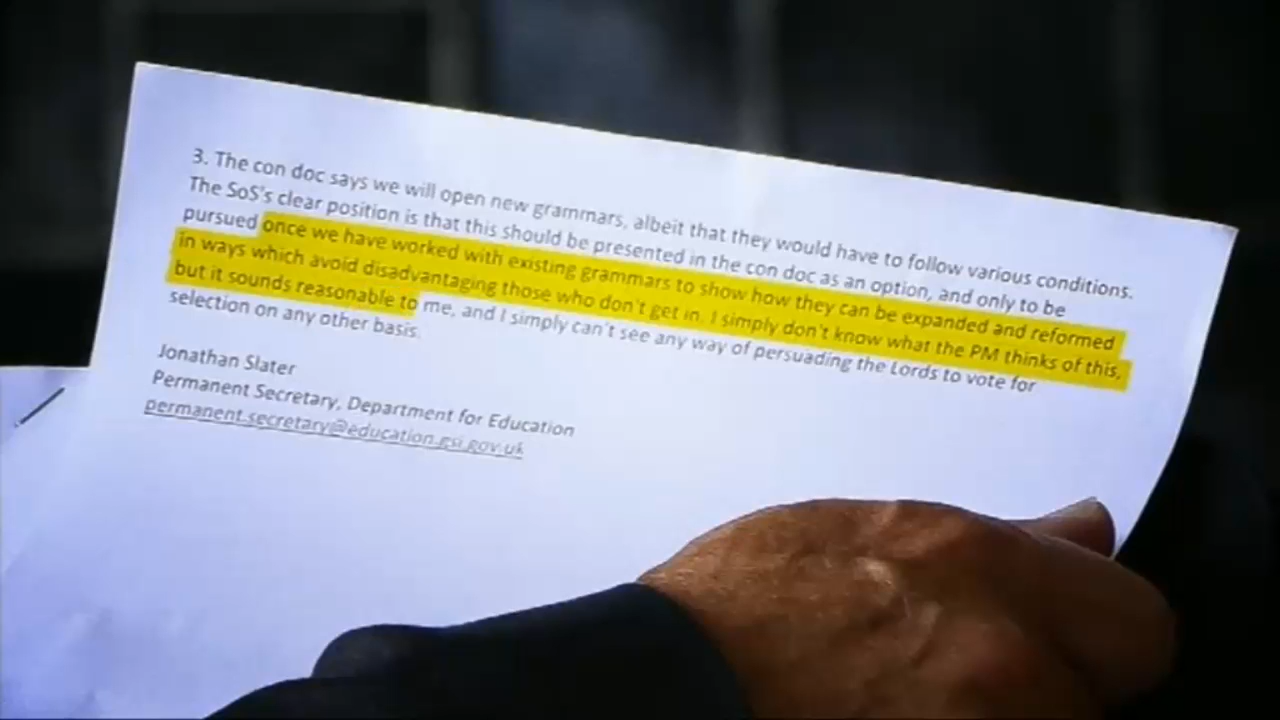 3. The con doc says we will open new grammars, albeit that they would have to follow various conditions.
The SoS's clear position is that this should be presented in the con doc as an option, and only to be
pursued once we have worked with existing grammars to show how they can be expanded and reformed
in ways which avoid disadvantaging those who don't get in. I simply don't know what the PM thinks of this,
but it sounds reasonable to me, and I simply can't see any way of persuading the Lords to vote for
selection on any other basis.
Jonathan Slater
Permanent Secretary, Department for Education
permanent.secretary@education.gsi.gov.uk